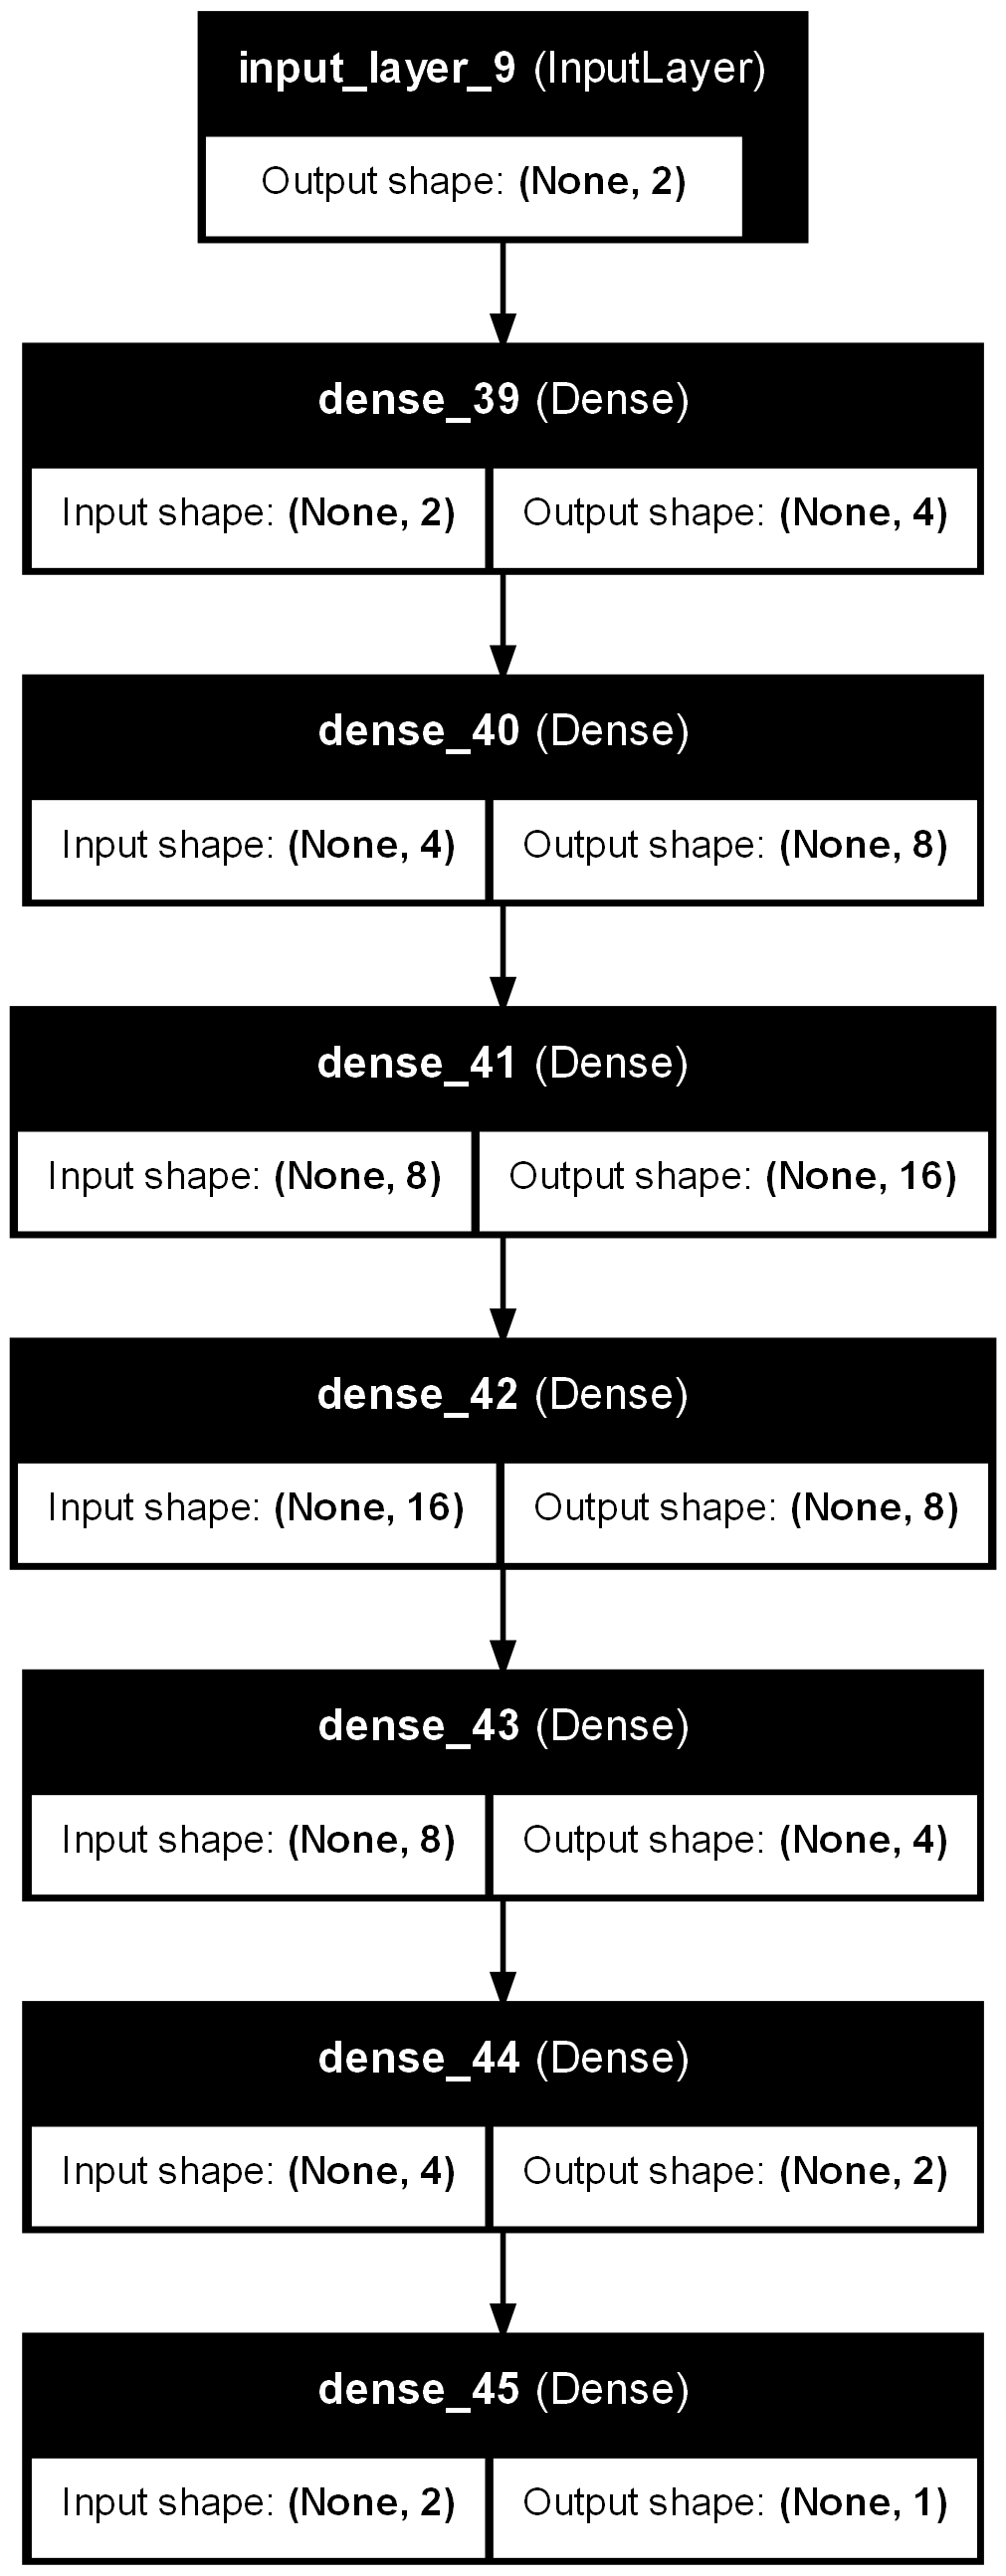 input_layer_9 (InputLayer)
Output shape: (None, 2)
dense_39 (Dense)
Input shape: (None, 2) Output shape: (None, 4)
dense_40 (Dense)
Input shape: (None, 4) Output shape: (None, 8)
dense_41 (Dense)
Input shape: (None, 8) Output shape: (None, 16)
dense_42 (Dense)
Input shape: (None, 16) Output shape: (None, 8)
dense_43 (Dense)
Input shape: (None, 8) Output shape: (None, 4)
dense_44 (Dense)
Input shape: (None, 4) Output shape: (None, 2)
dense_45 (Dense)
Input shape: (None, 2) Output shape: (None, 1)